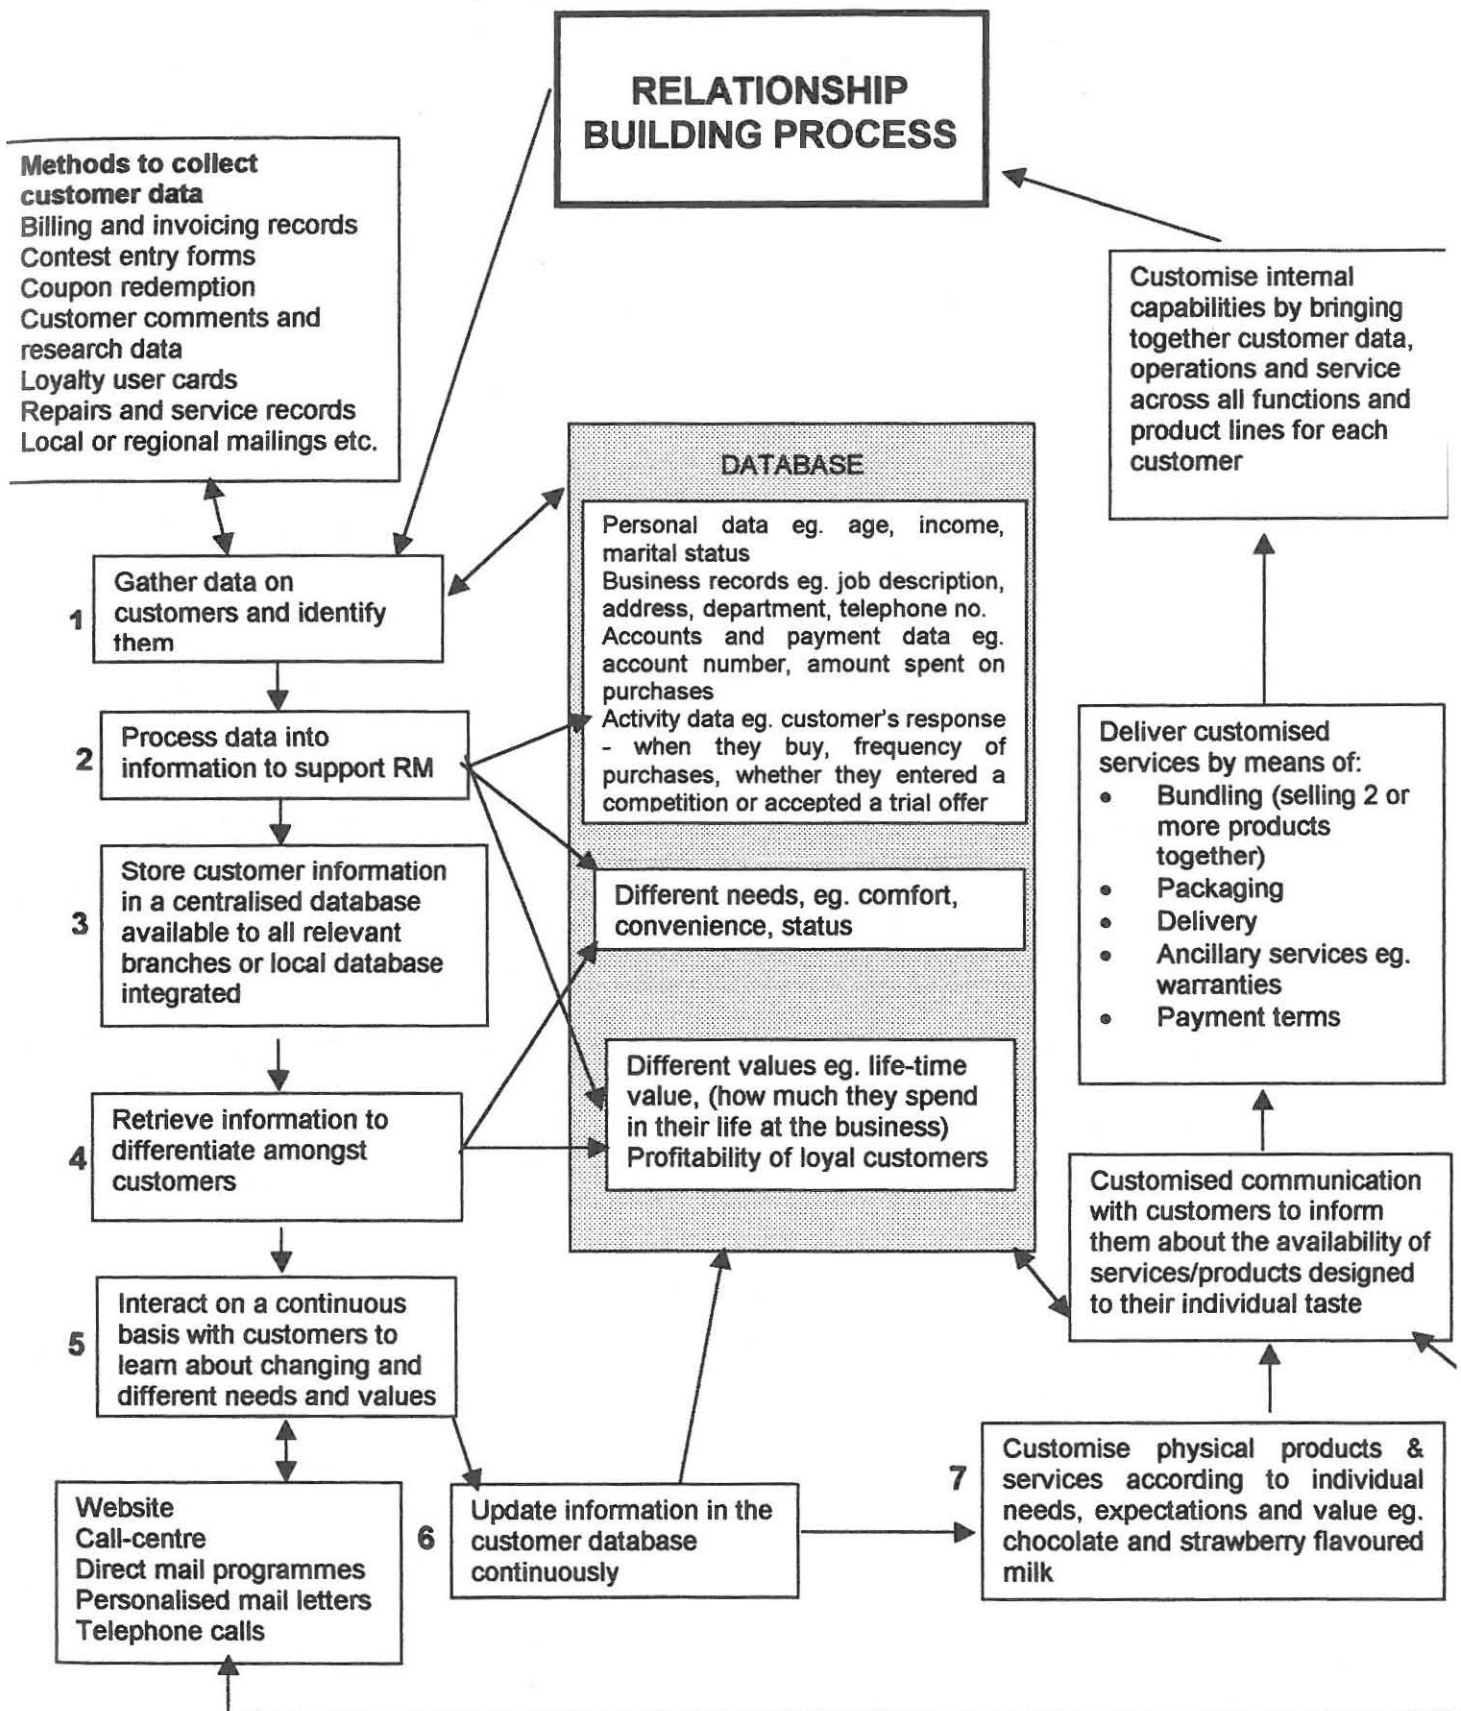 RELATIONSHIP
BUILDING PROCESS
Methods to collect
customer data
Billing and invoicing records
Contest entry forms
Coupon redemption
Customer comments and
research data
Loyalty user cards
Repairs and service records
Local or regional mailings etc.
1
Gather data on
customers and identify
them
2
Process data into
information to support RM
3
Store customer information
in a centralised database
available to all relevant
branches or local database
integrated
4
Retrieve information to
differentiate amongst
customers
5
Interact on a continuous
basis with customers to
learn about changing and
different needs and values
Website
Call-centre
Direct mail programmes
Personalised mail letters
Telephone calls
DATABASE
Personal data eg. age, income,
marital status
Business records eg. job description,
address, department, telephone no.
Accounts and payment data eg.
account number, amount spent on
purchases
Activity data eg. customer's response
- when they buy, frequency of
purchases, whether they entered a
competition or accepted a trial offer
Different needs, eg. comfort,
convenience, status
Different values eg. life-time
value, (how much they spend
in their life at the business)
Profitability of loyal customers
6
Update information in the
customer database
continuously
7
Customise physical products &
services according to individual
needs, expectations and value eg.
chocolate and strawberry flavoured
milk
Customised communication
with customers to inform
them about the availability of
services/products designed
to their individual taste
Deliver customised
services by means of:
• Bundling (selling 2 or
more products
together)
• Packaging
• Delivery
• Ancillary services eg.
warranties
• Payment terms
Customise internal
capabilities by bringing
together customer data,
operations and service
across all functions and
product lines for each
customer